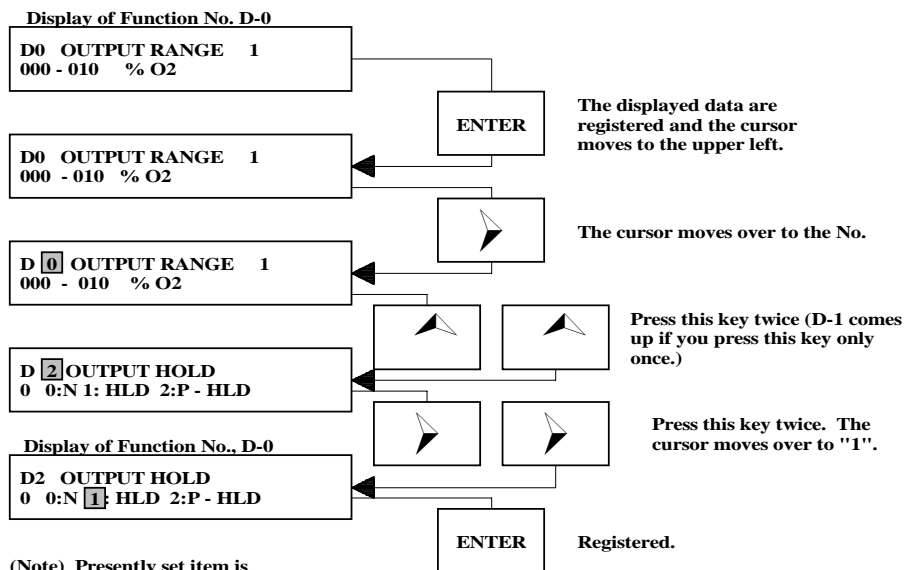 Display of Function No. D-0
D0 OUTPUT RANGE 1
000 - 010 % O2
ENTER
The displayed data are
registered and the cursor
moves to the upper left.
D0 OUTPUT RANGE 1
000 - 010 % O2
The cursor moves over to the No.
D 0 OUTPUT RANGE 1
000 - 010 % O2
Press this key twice (D-1 comes
up if you press this key only
once.)
D 2 OUTPUT HOLD
0 0:N 1: HLD 2:P - HLD
Press this key twice. The
cursor moves over to "1".
Display of Function No., D-0
D2 OUTPUT HOLD
0 0:N 1: HLD 2:P - HLD
ENTER
Registered.
(Note) Presently set item is